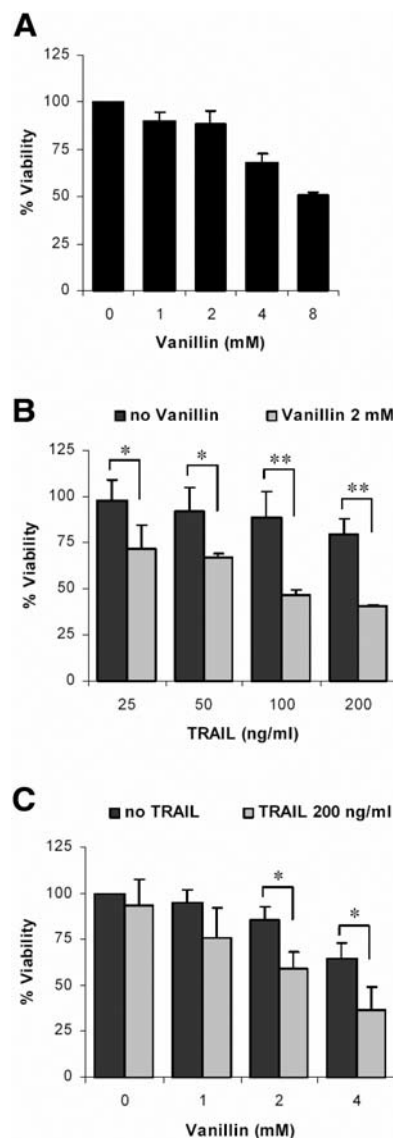 A
125
100
75
50
25
0
% Viability
0 1 2 4 8
Vanillin (mM)
B
no Vanillin Vanillin 2 mM
125
100
75
50
25
0
% Viability
* * ** **
25 50 100 200
TRAIL (ng/ml)
C
no TRAIL TRAIL 200 ng/ml
125
100
75
50
25
0
% Viability
* *
0 1 2 4
Vanillin (mM)